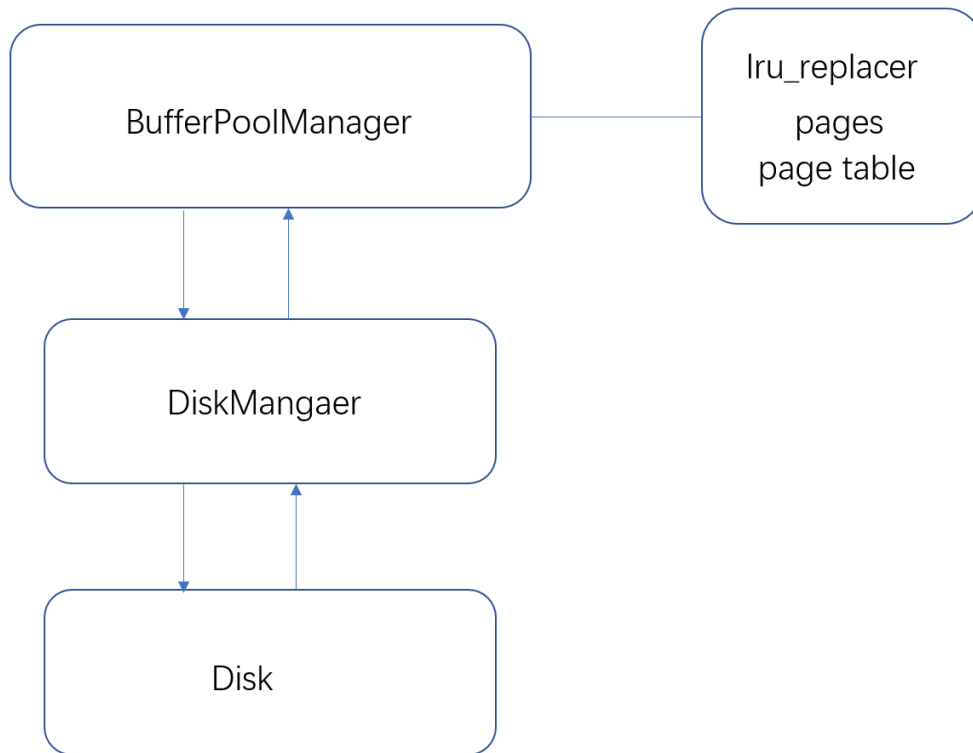 BufferPoolManager
lru_replacer
pages
page table
DiskMangaer
Disk